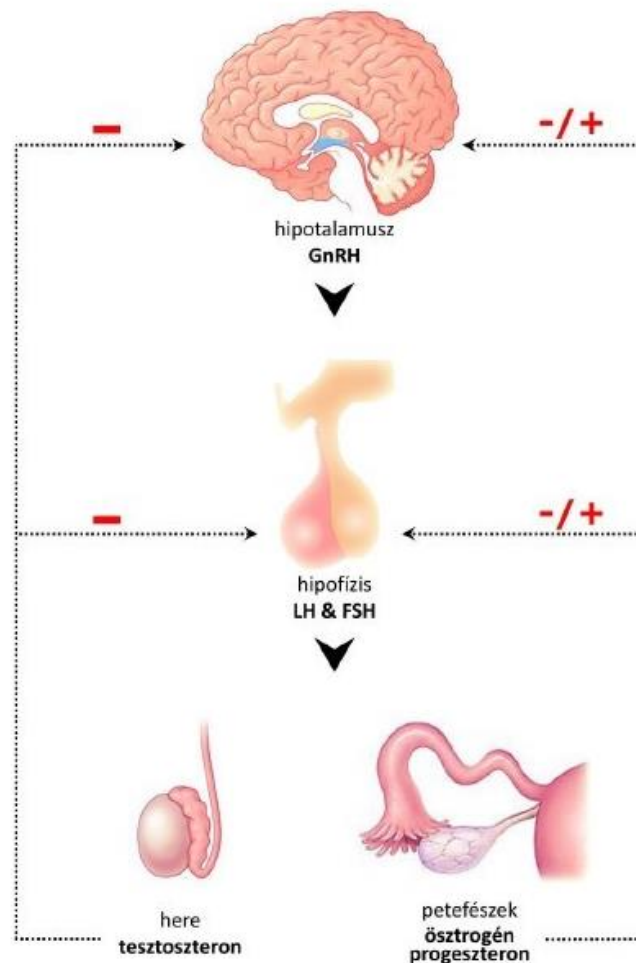 -
-/+
hipotalamusz
GnRH
-
-/+
hipofízis
LH & FSH
here
tesztoszteron
petefészek
ösztrogén
progeszteron